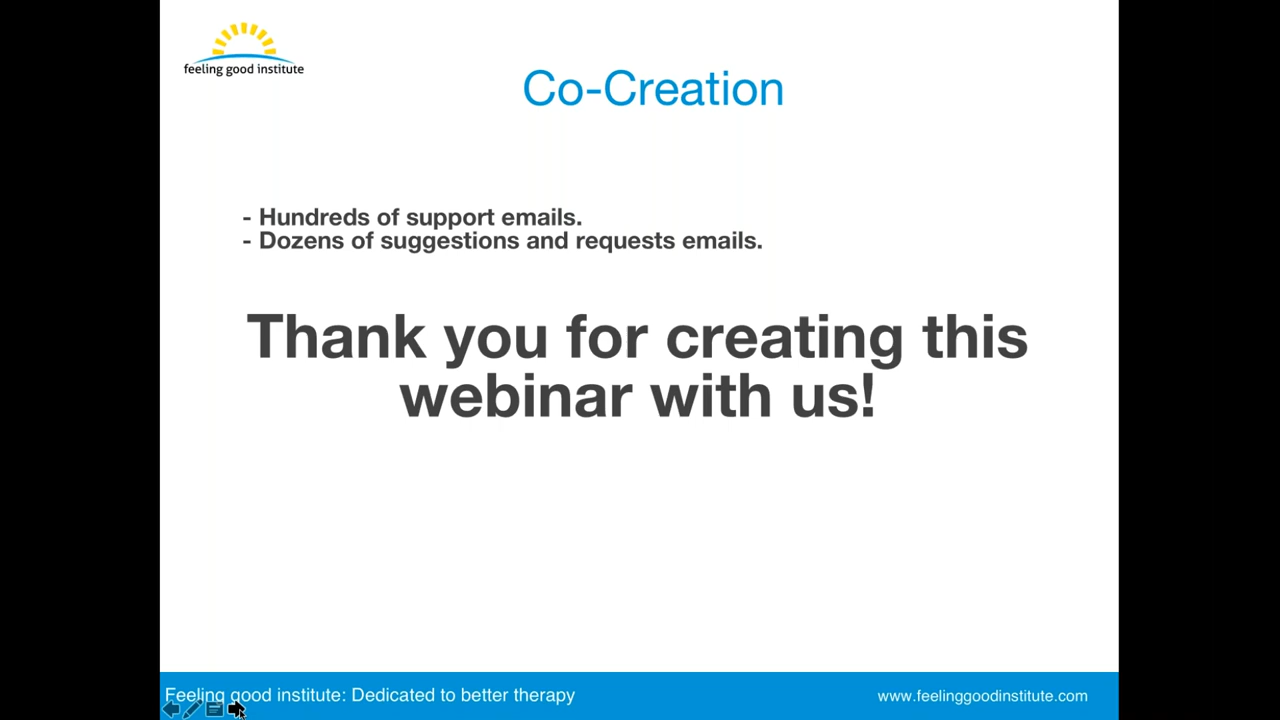 feeling good institute
Co-Creation
- Hundreds of support emails.
- Dozens of suggestions and requests emails.
Thank you for creating this
webinar with us!
Feeling good institute: Dedicated to better therapy
www.feelinggoodinstitute.com